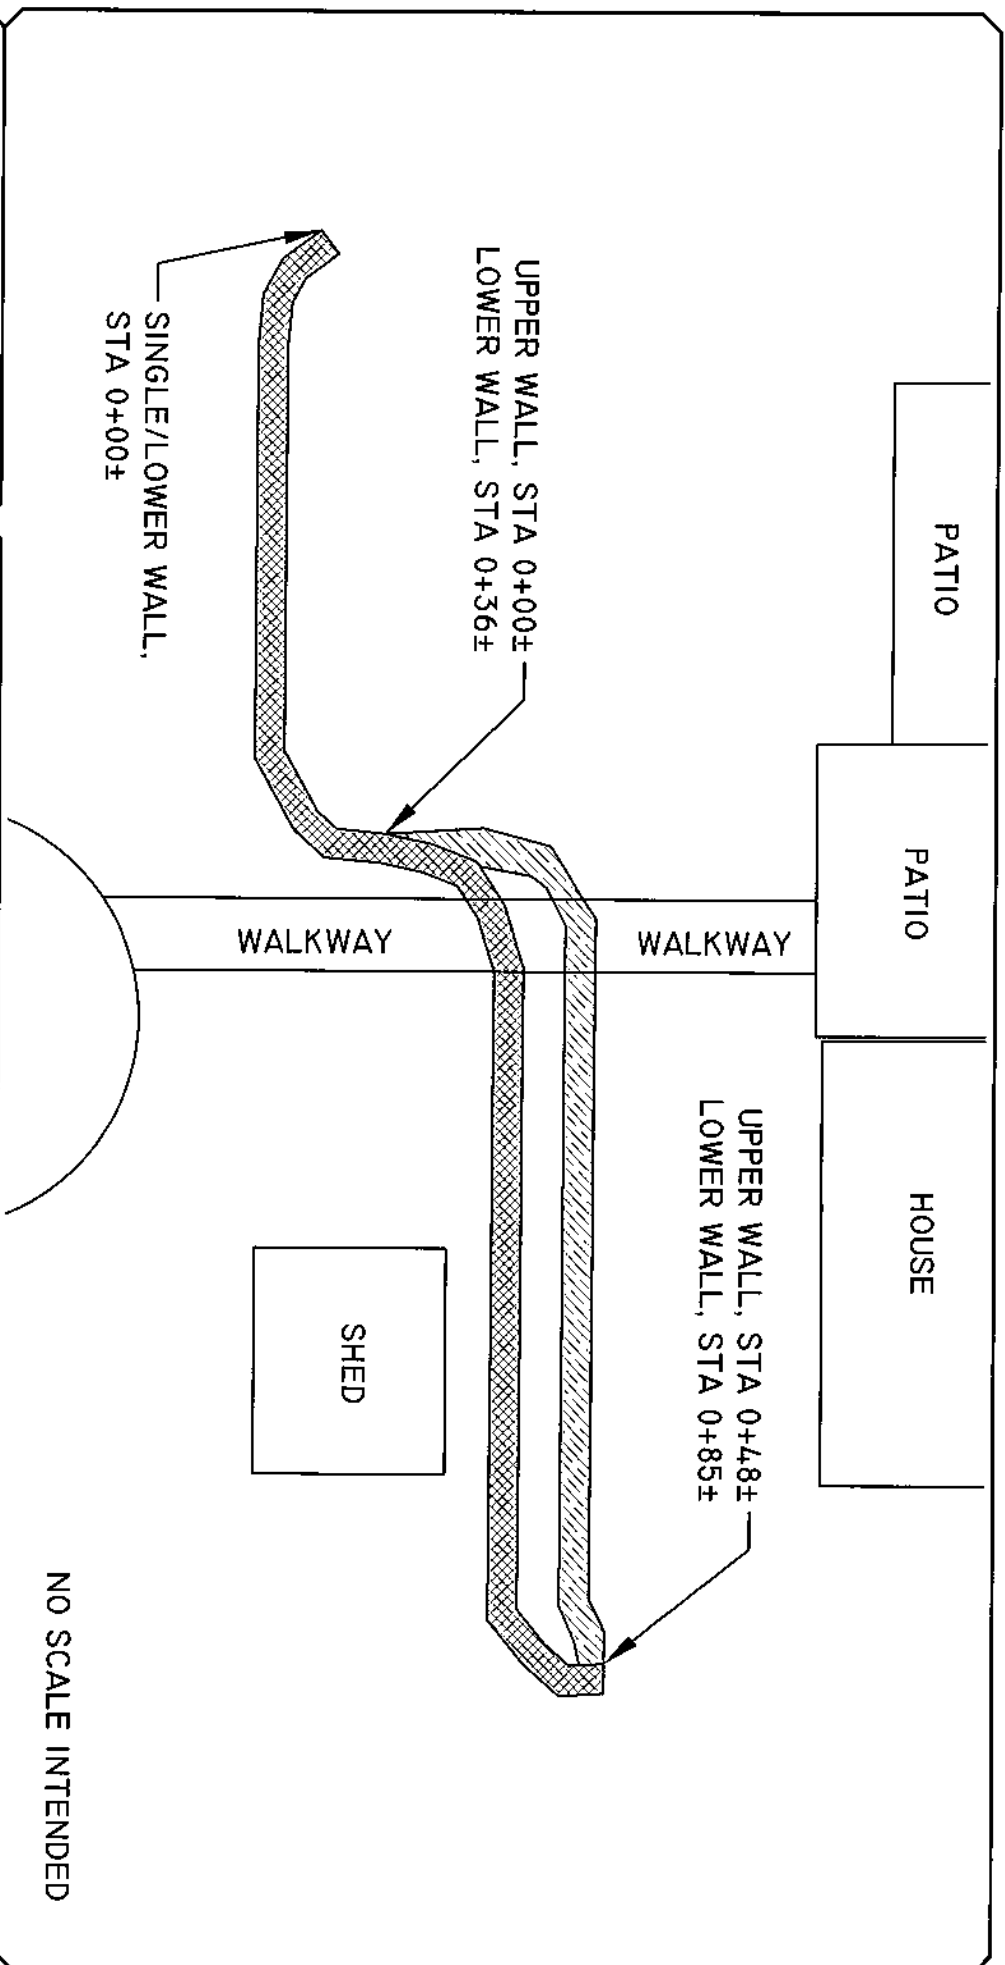 PATIO
PATIO
HOUSE
UPPER WALL, STA 0+00±
LOWER WALL, STA 0+36±
UPPER WALL, STA 0+48±
LOWER WALL, STA 0+85±
WALKWAY
WALKWAY
SINGLE/LOWER WALL,
STA 0+00±
SHED
NO SCALE INTENDED